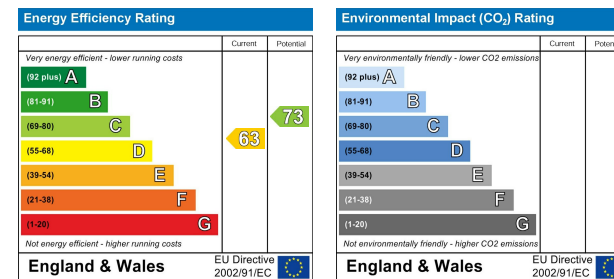 Energy Efficiency Rating
Current Potential
Very energy efficient - lower running costs
(92 plus) A
(81-91) B
(69-80) C
73
(55-68) D
63
(39-54) E
(21-38) F
(1-20) G
Not energy efficient - higher running costs
England & Wales
EU Directive
2002/91/EC
Environmental Impact (CO₂) Rating
Current Poten
Very environmentally friendly - lower CO2 emissions
(92 plus) A
(81-91) B
(69-80) C
(55-68) D
(39-54) E
(21-38) F
(1-20) G
Not environmentally friendly - higher CO2 emissions
England & Wales
EU Directive
2002/91/EC